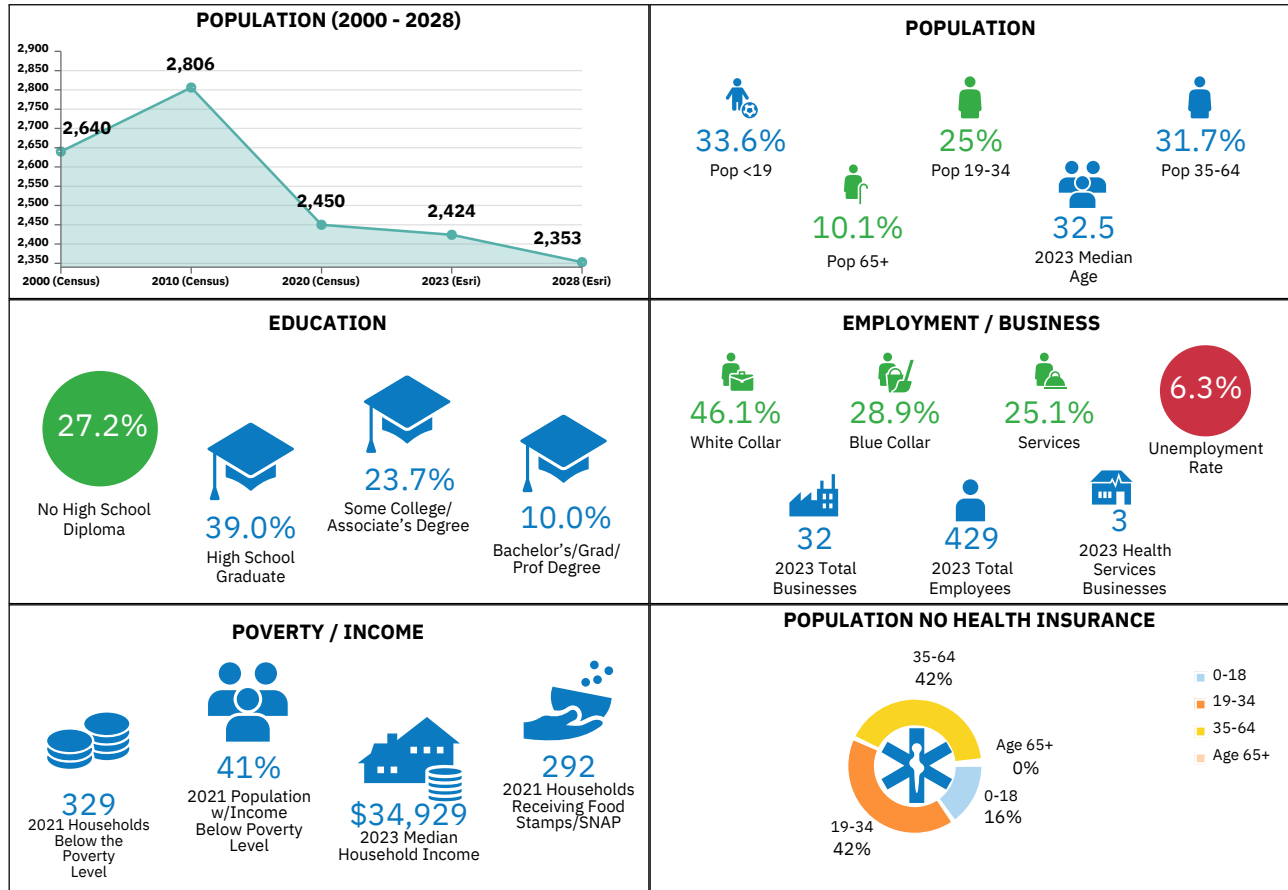 POPULATION (2000 - 2028)
2,900
2,850
2,800
2,750
2,700
2,650
2,600
2,550
2,500
2,450
2,400
2,350
2,640
2,806
2,450
2,424
2,353
2000 (Census)
2010 (Census)
2020 (Census)
2023 (Esri)
2028 (Esri)
POPULATION
33.6%
Pop <19
25%
Pop 19-34
31.7%
Pop 35-64
10.1%
Pop 65+
32.5
2023 Median
Age
EDUCATION
27.2%
No High School
Diploma
39.0%
High School
Graduate
23.7%
Some College/
Associate's Degree
10.0%
Bachelor's/Grad/
Prof Degree
EMPLOYMENT / BUSINESS
46.1%
White Collar
28.9%
Blue Collar
25.1%
Services
6.3%
Unemployment
Rate
32
2023 Total
Businesses
429
2023 Total
Employees
3
2023 Health
Services
Businesses
POVERTY / INCOME
329
2021 Households
Below the
Poverty
Level
41%
2021 Population
w/Income
Below Poverty
Level
$34,929
2023 Median
Household Income
292
2021 Households
Receiving Food
Stamps/SNAP
POPULATION NO HEALTH INSURANCE
35-64
42%
Age 65+
0%
0-18
16%
19-34
42%
0-18
19-34
35-64
Age 65+